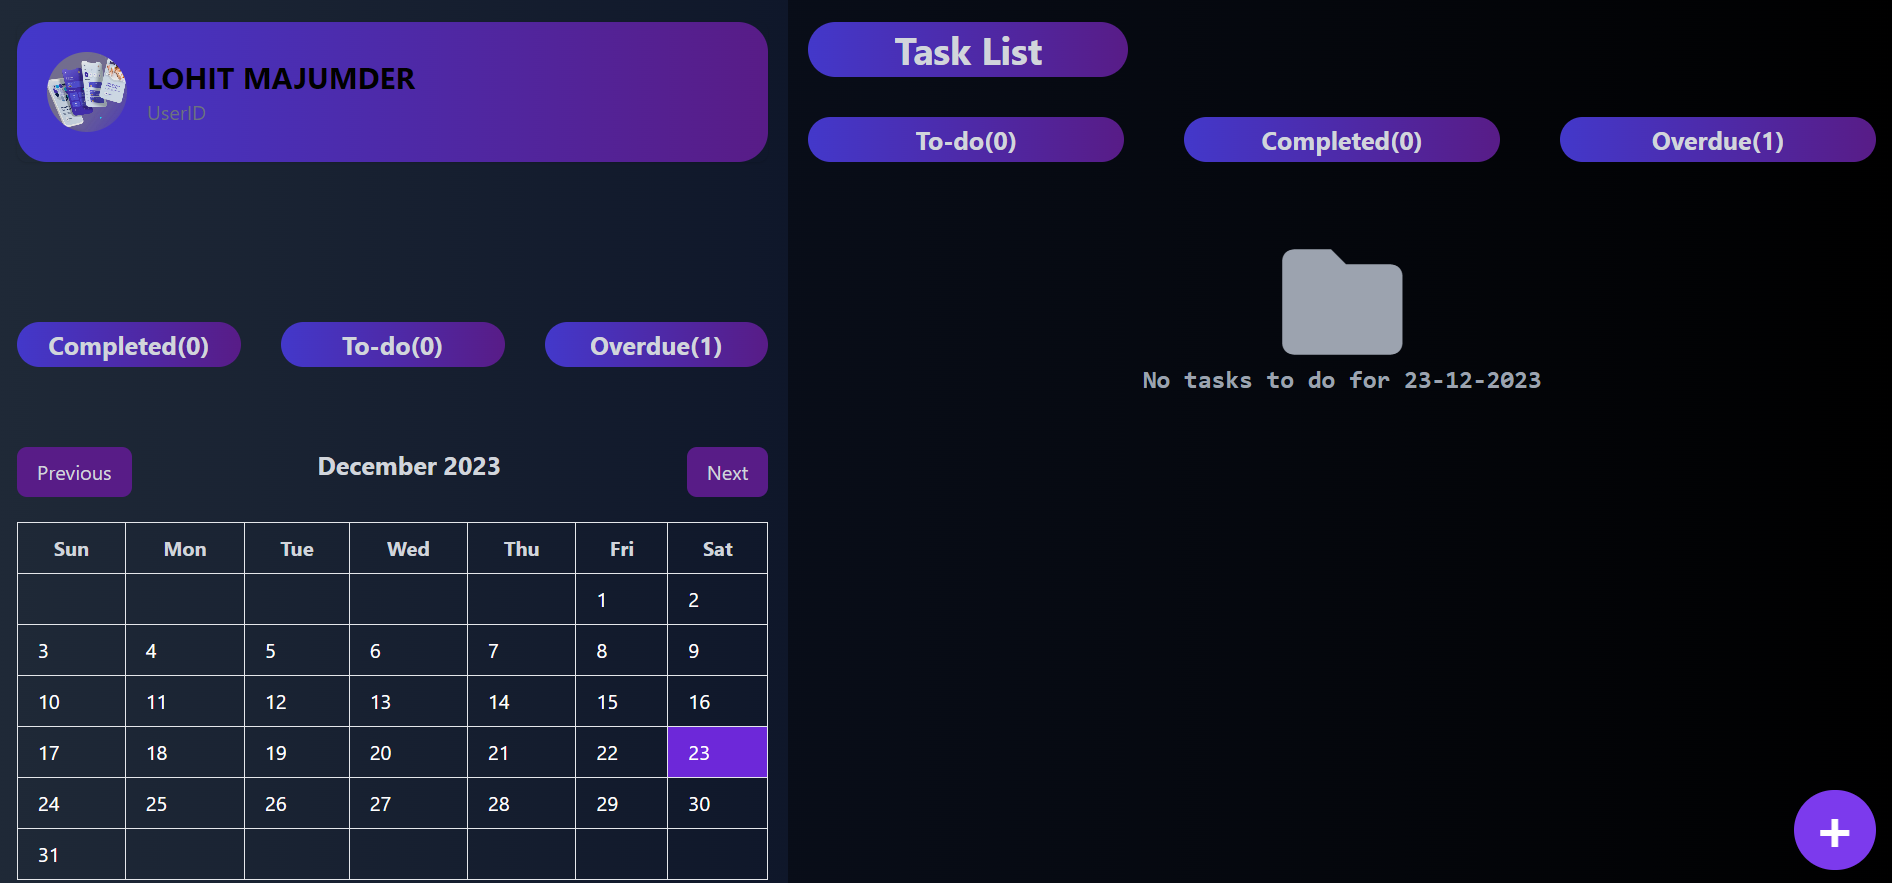 LOHIT MAJUMDER
UserID
Completed(0) To-do(0) Overdue(1)
Previous December 2023 Next
Sun Mon Tue Wed Thu Fri Sat
1 2
3 4 5 6 7 8 9
10 11 12 13 14 15 16
17 18 19 20 21 22 23
24 25 26 27 28 29 30
31
Task List
To-do(0) Completed(0) Overdue(1)
No tasks to do for 23-12-2023
+